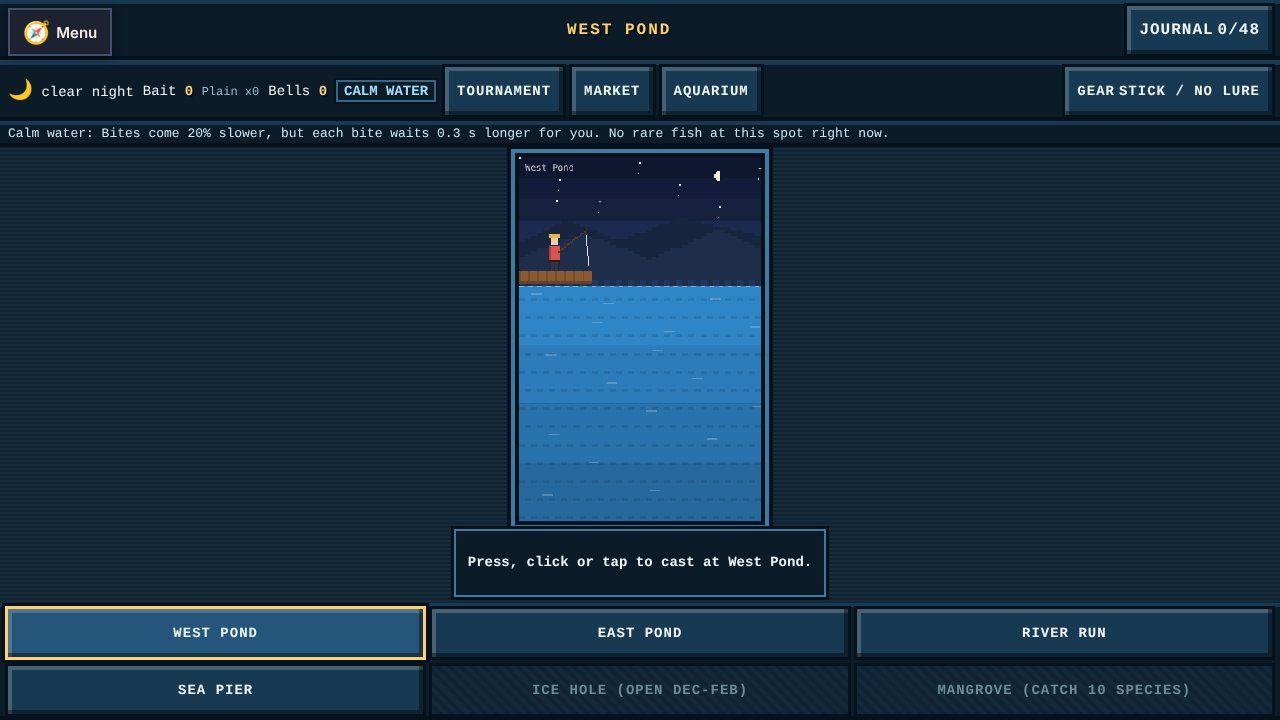 🧭 Menu
WEST POND
JOURNAL 0/48
🌙 clear night Bait 0 Plain x0 Bells 0 CALM WATER TOURNAMENT MARKET AQUARIUM GEAR STICK / NO LURE
Calm water: Bites come 20% slower, but each bite waits 0.3 s longer for you. No rare fish at this spot right now.
West Pond
Press, click or tap to cast at West Pond.
WEST POND EAST POND RIVER RUN
SEA PIER ICE HOLE (OPEN DEC-FEB) MANGROVE (CATCH 10 SPECIES)